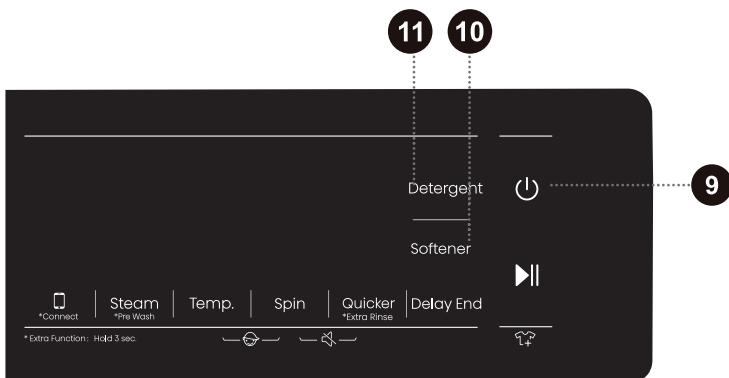 11 10
Detergent
9
Softener
Steam Temp. Spin Quicker Delay End
*Connect *Pre Wash *Extra Rinse
* Extra Function: Hold 3 sec.